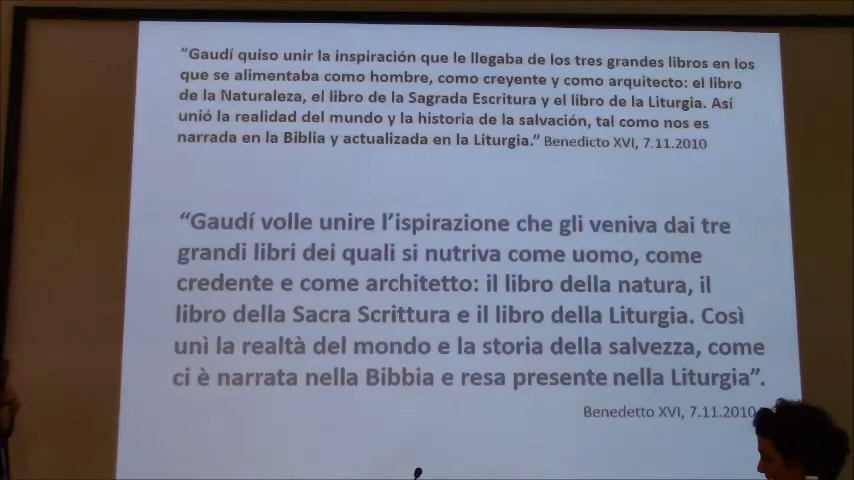 “Gaudí quiso unir la inspiración que le llegaba de los tres grandes libros en los
que se alimentaba como hombre, como creyente y como arquitecto: el libro
de la Naturaleza, el libro de la Sagrada Escritura y el libro de la Liturgia. Así
unió la realidad del mundo y la historia de la salvación, tal como nos es
narrada en la Biblia y actualizada en la Liturgia.” Benedicto XVI, 7.11.2010
“Gaudí volle unire l’ispirazione che gli veniva dai tre
grandi libri dei quali si nutriva come uomo, come
credente e come architetto: il libro della natura, il
libro della Sacra Scrittura e il libro della Liturgia. Così
unì la realtà del mondo e la storia della salvezza, come
ci è narrata nella Bibbia e resa presente nella Liturgia”.
Benedetto XVI, 7.11.2010